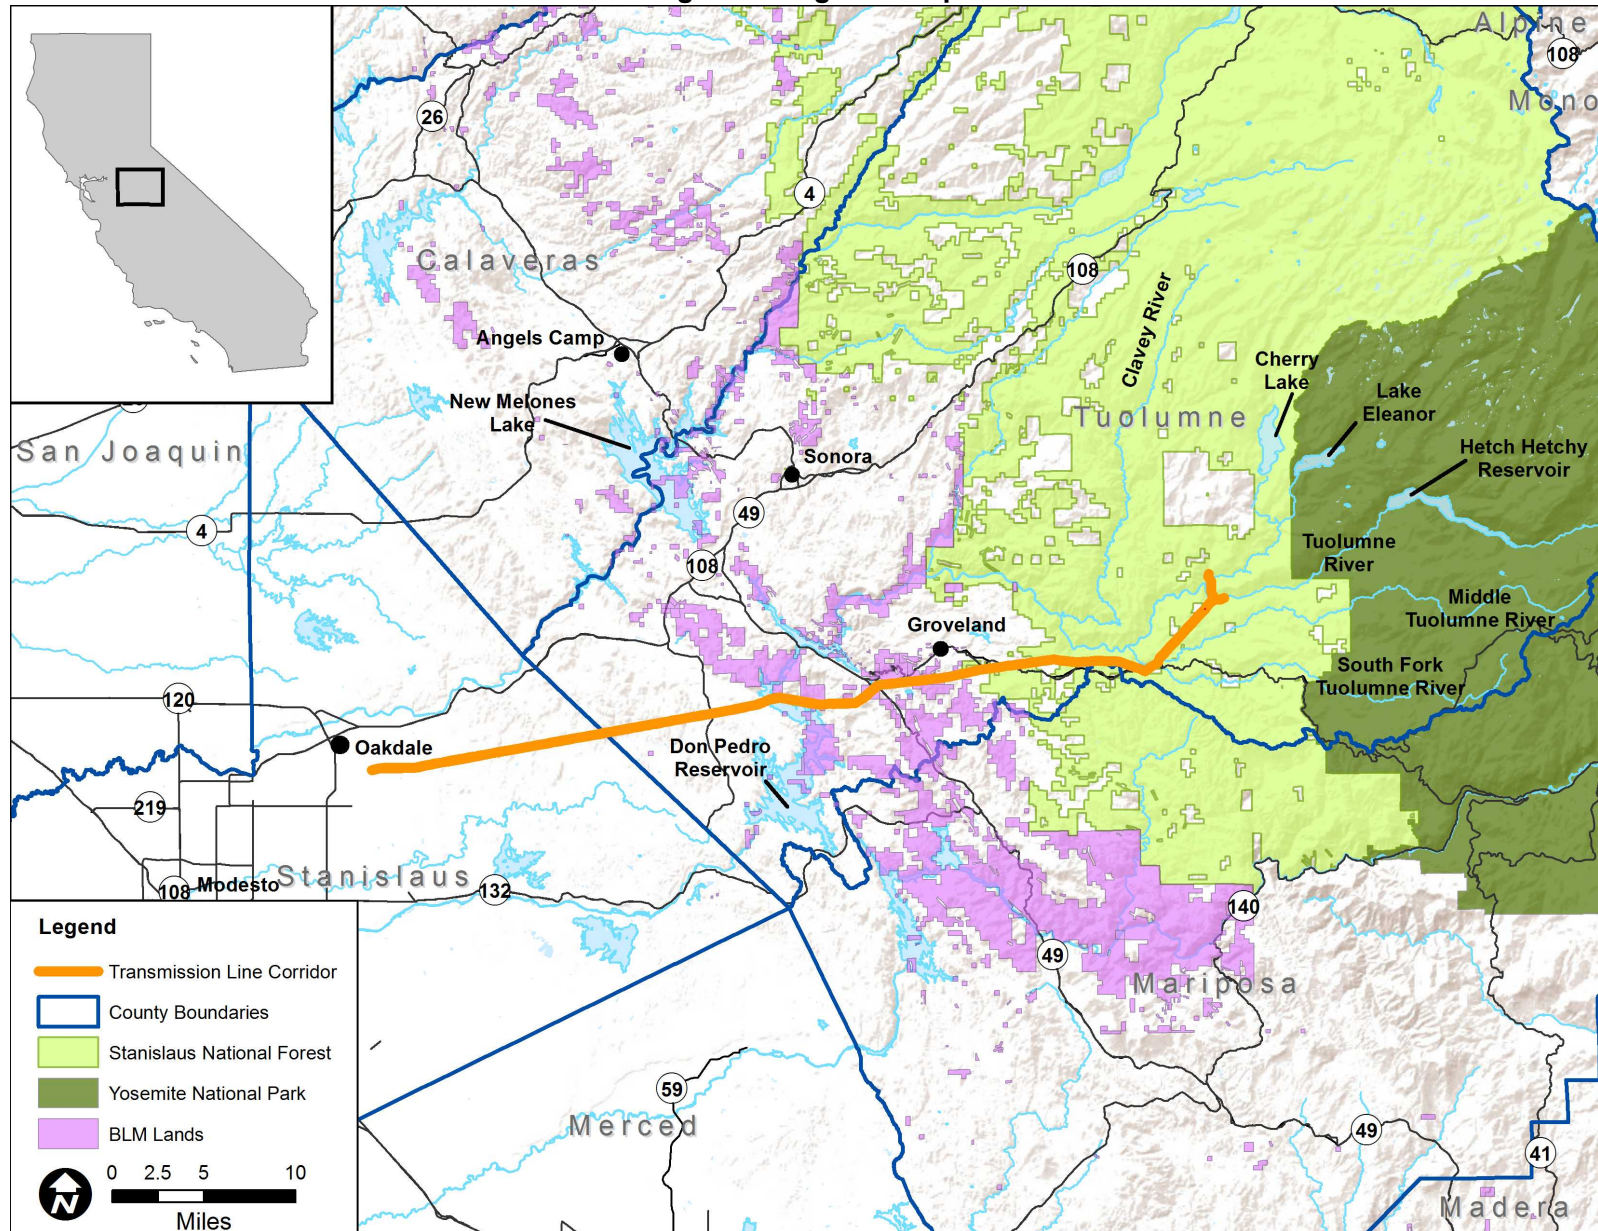 Alpine
108
Mono
26
4
Calaveras
108
Clavey River
Angels Camp
Cherry
Lake
Lake
Eleanor
New Melones
Lake
Tuolumne
San Joaquin
Sonora
Hetch Hetchy
Reservoir
49
4
Tuolumne
River
108
Middle
Tuolumne River
Groveland
South Fork
Tuolumne River
120
Oakdale
Don Pedro
Reservoir
219
Stanislaus
108
Modesto
132
140
49
Mariposa
59
Merced
49
41
Madera
Legend
Transmission Line Corridor
County Boundaries
Stanislaus National Forest
Yosemite National Park
BLM Lands
N
0 2.5 5 10
Miles